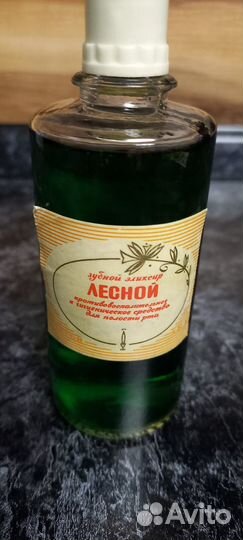 зубной эликсир
ЛЕСНОЙ
противовоспалительное
и гигиеническое средство
для полости рта
Avito